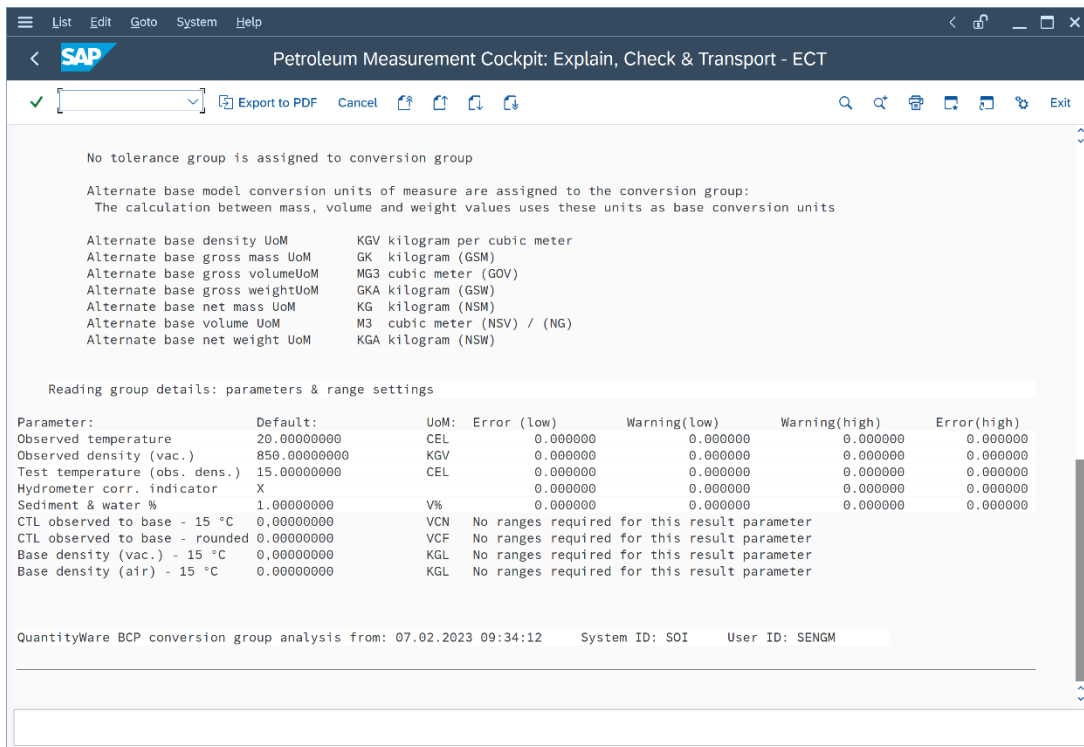 List Edit Goto System Help
SAP Petroleum Measurement Cockpit: Explain, Check & Transport - ECT
Export to PDF Cancel Exit
No tolerance group is assigned to conversion group
Alternate base model conversion units of measure are assigned to the conversion group:
The calculation between mass, volume and weight values uses these units as base conversion units
Alternate base density UoM KGV kilogram per cubic meter
Alternate base gross mass UoM GK kilogram (GSM)
Alternate base gross volumeUoM MG3 cubic meter (GOV)
Alternate base gross weightUoM GKA kilogram (GSW)
Alternate base net mass UoM KG kilogram (NSM)
Alternate base volume UoM M3 cubic meter (NSV) / (NG)
Alternate base net weight UoM KGA kilogram (NSW)
Reading group details: parameters & range settings
Parameter: Default: UoM: Error (low) Warning(low) Warning(high) Error(high)
Observed temperature 20.00000000 CEL 0.000000 0.000000 0.000000 0.000000
Observed density (vac.) 850.00000000 KGV 0.000000 0.000000 0.000000 0.000000
Test temperature (obs. dens.) 15.00000000 CEL 0.000000 0.000000 0.000000 0.000000
Hydrometer corr. indicator X 0.000000 0.000000 0.000000 0.000000
Sediment & water % 1.00000000 V% 0.000000 0.000000 0.000000 0.000000
CTL observed to base - 15 °C 0,00000000 VCN No ranges required for this result parameter
CTL observed to base - rounded 0.00000000 VCF No ranges required for this result parameter
Base density (vac.) - 15 °C 0,00000000 KGL No ranges required for this result parameter
Base density (air) - 15 °C 0.00000000 KGL No ranges required for this result parameter
QuantityWare BCP conversion group analysis from: 07.02.2023 09:34:12 System ID: SOI User ID: SENGM